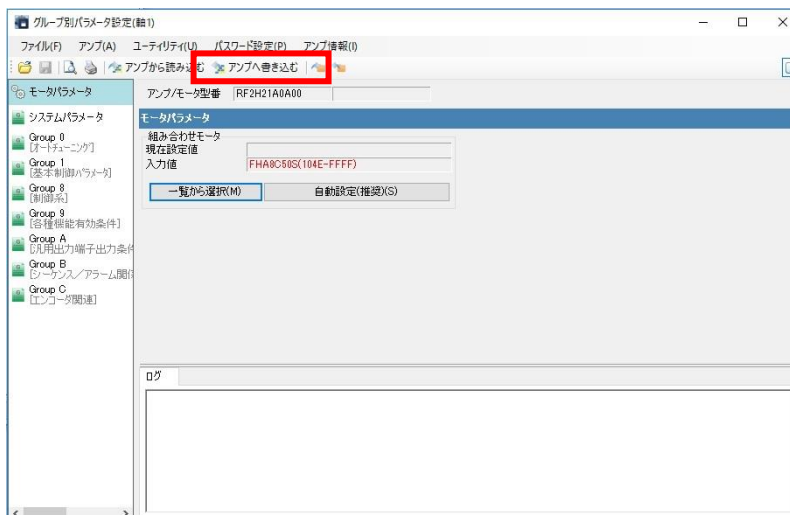 グループ別パラメータ設定(軸1)
ファイル(F) アンプ(A) ユーティリティ(U) パスワード設定(P) アンプ情報(I)
アンプから読み込む アンプへ書き込む
モータパラメータ アンプ/モータ型番 RF2H21A0A00
システムパラメータ
Group 0
[オートチューニング]
Group 1
[基本制御パラメータ]
Group 8
[制御系]
Group 9
[各種機能有効条件]
Group A
[汎用出力端子出力条件
Group B
[シーケンス/アラーム関係
Group C
[エンコーダ関連]
モータパラメータ
組み合わせモータ
現在設定値
入力値 FHA8C50S(104E-FFFF)
一覧から選択(M) 自動設定(推奨)(S)
ログ